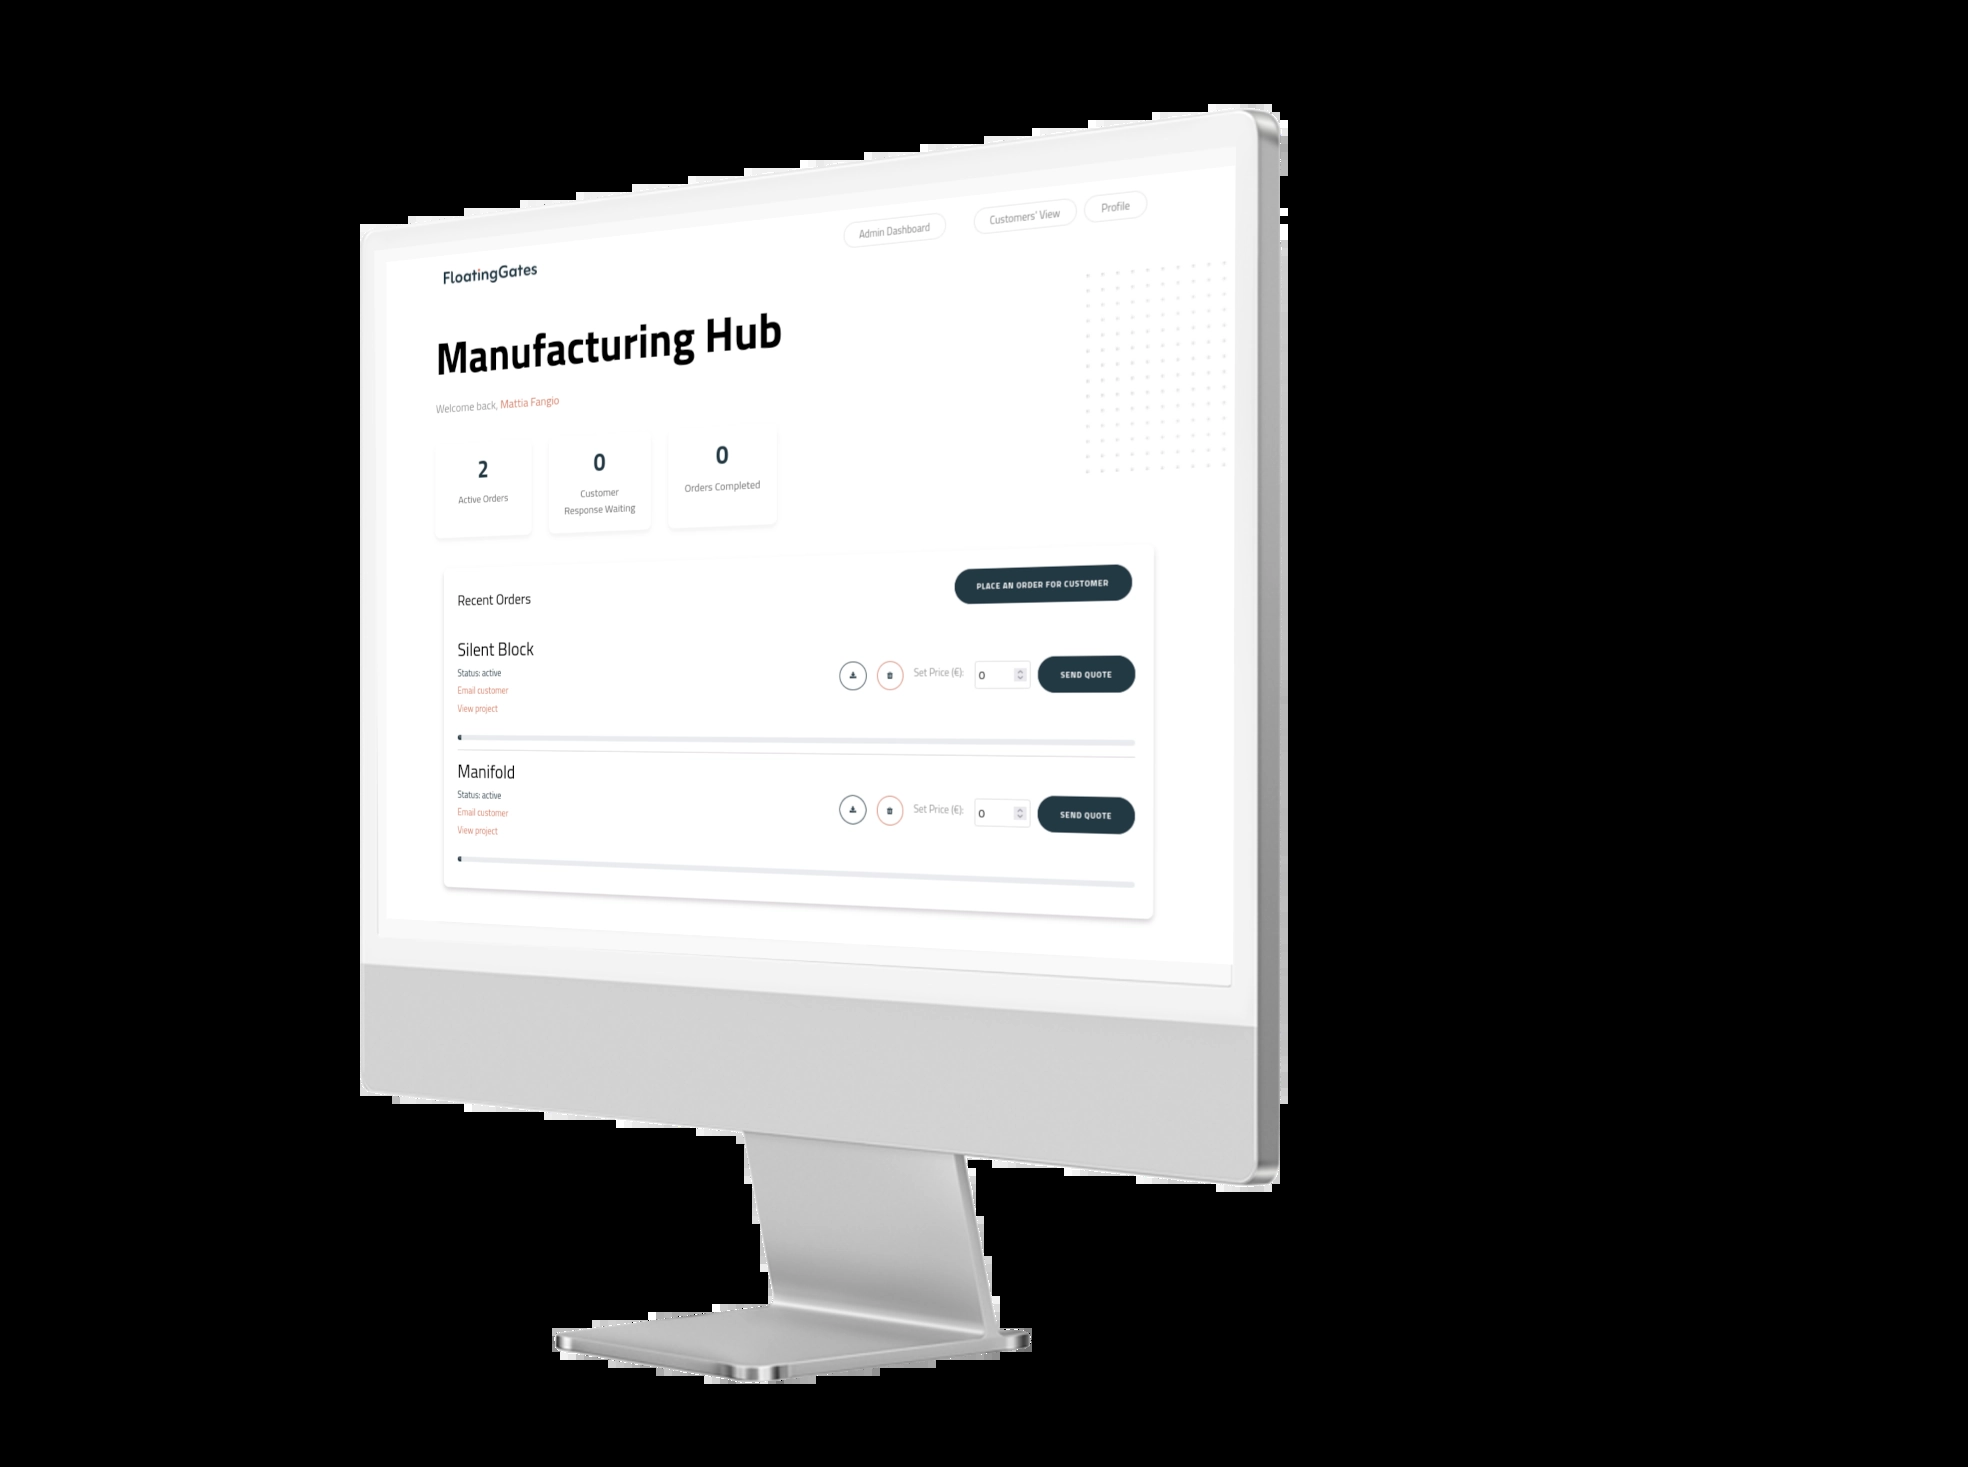 Admin Dashboard
Customers' View
Profile
FloatingGates
Manufacturing Hub
Welcome back, Mattia Fangio
2
Active Orders
0
Customer
Response Waiting
0
Orders Completed
Recent Orders
PLACE AN ORDER FOR CUSTOMER
Silent Block
Status: active
Email customer
View project
Set Price (€):
0
SEND QUOTE
Manifold
Status: active
Email customer
View project
Set Price (€):
0
SEND QUOTE